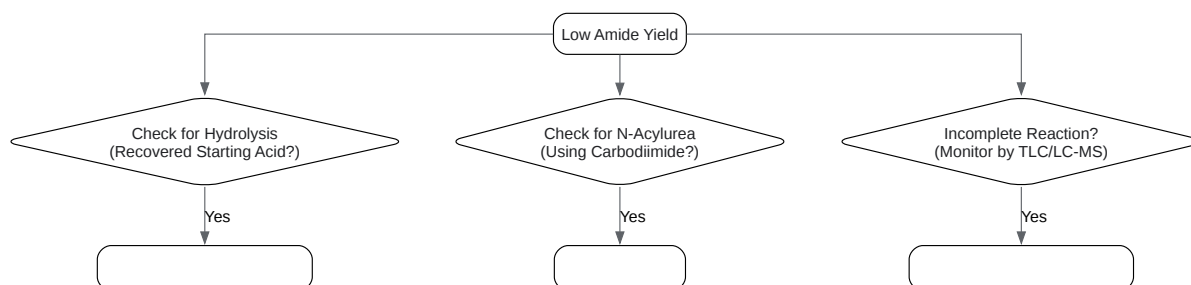 Low Amide Yield
Check for Hydrolysis
(Recovered Starting Acid?)
Check for N-Acylurea
(Using Carbodiimide?)
Incomplete Reaction?
(Monitor by TLC/LC-MS)
Yes
Yes
Yes